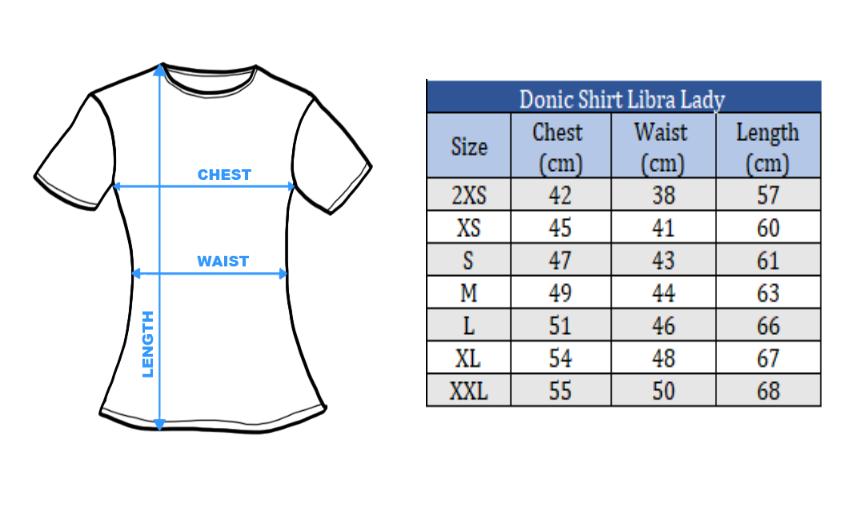 CHEST
WAIST
LENGTH
Donic Shirt Libra Lady
Size Chest (cm) Waist (cm) Length (cm)
2XS 42 38 57
XS 45 41 60
S 47 43 61
M 49 44 63
L 51 46 66
XL 54 48 67
XXL 55 50 68